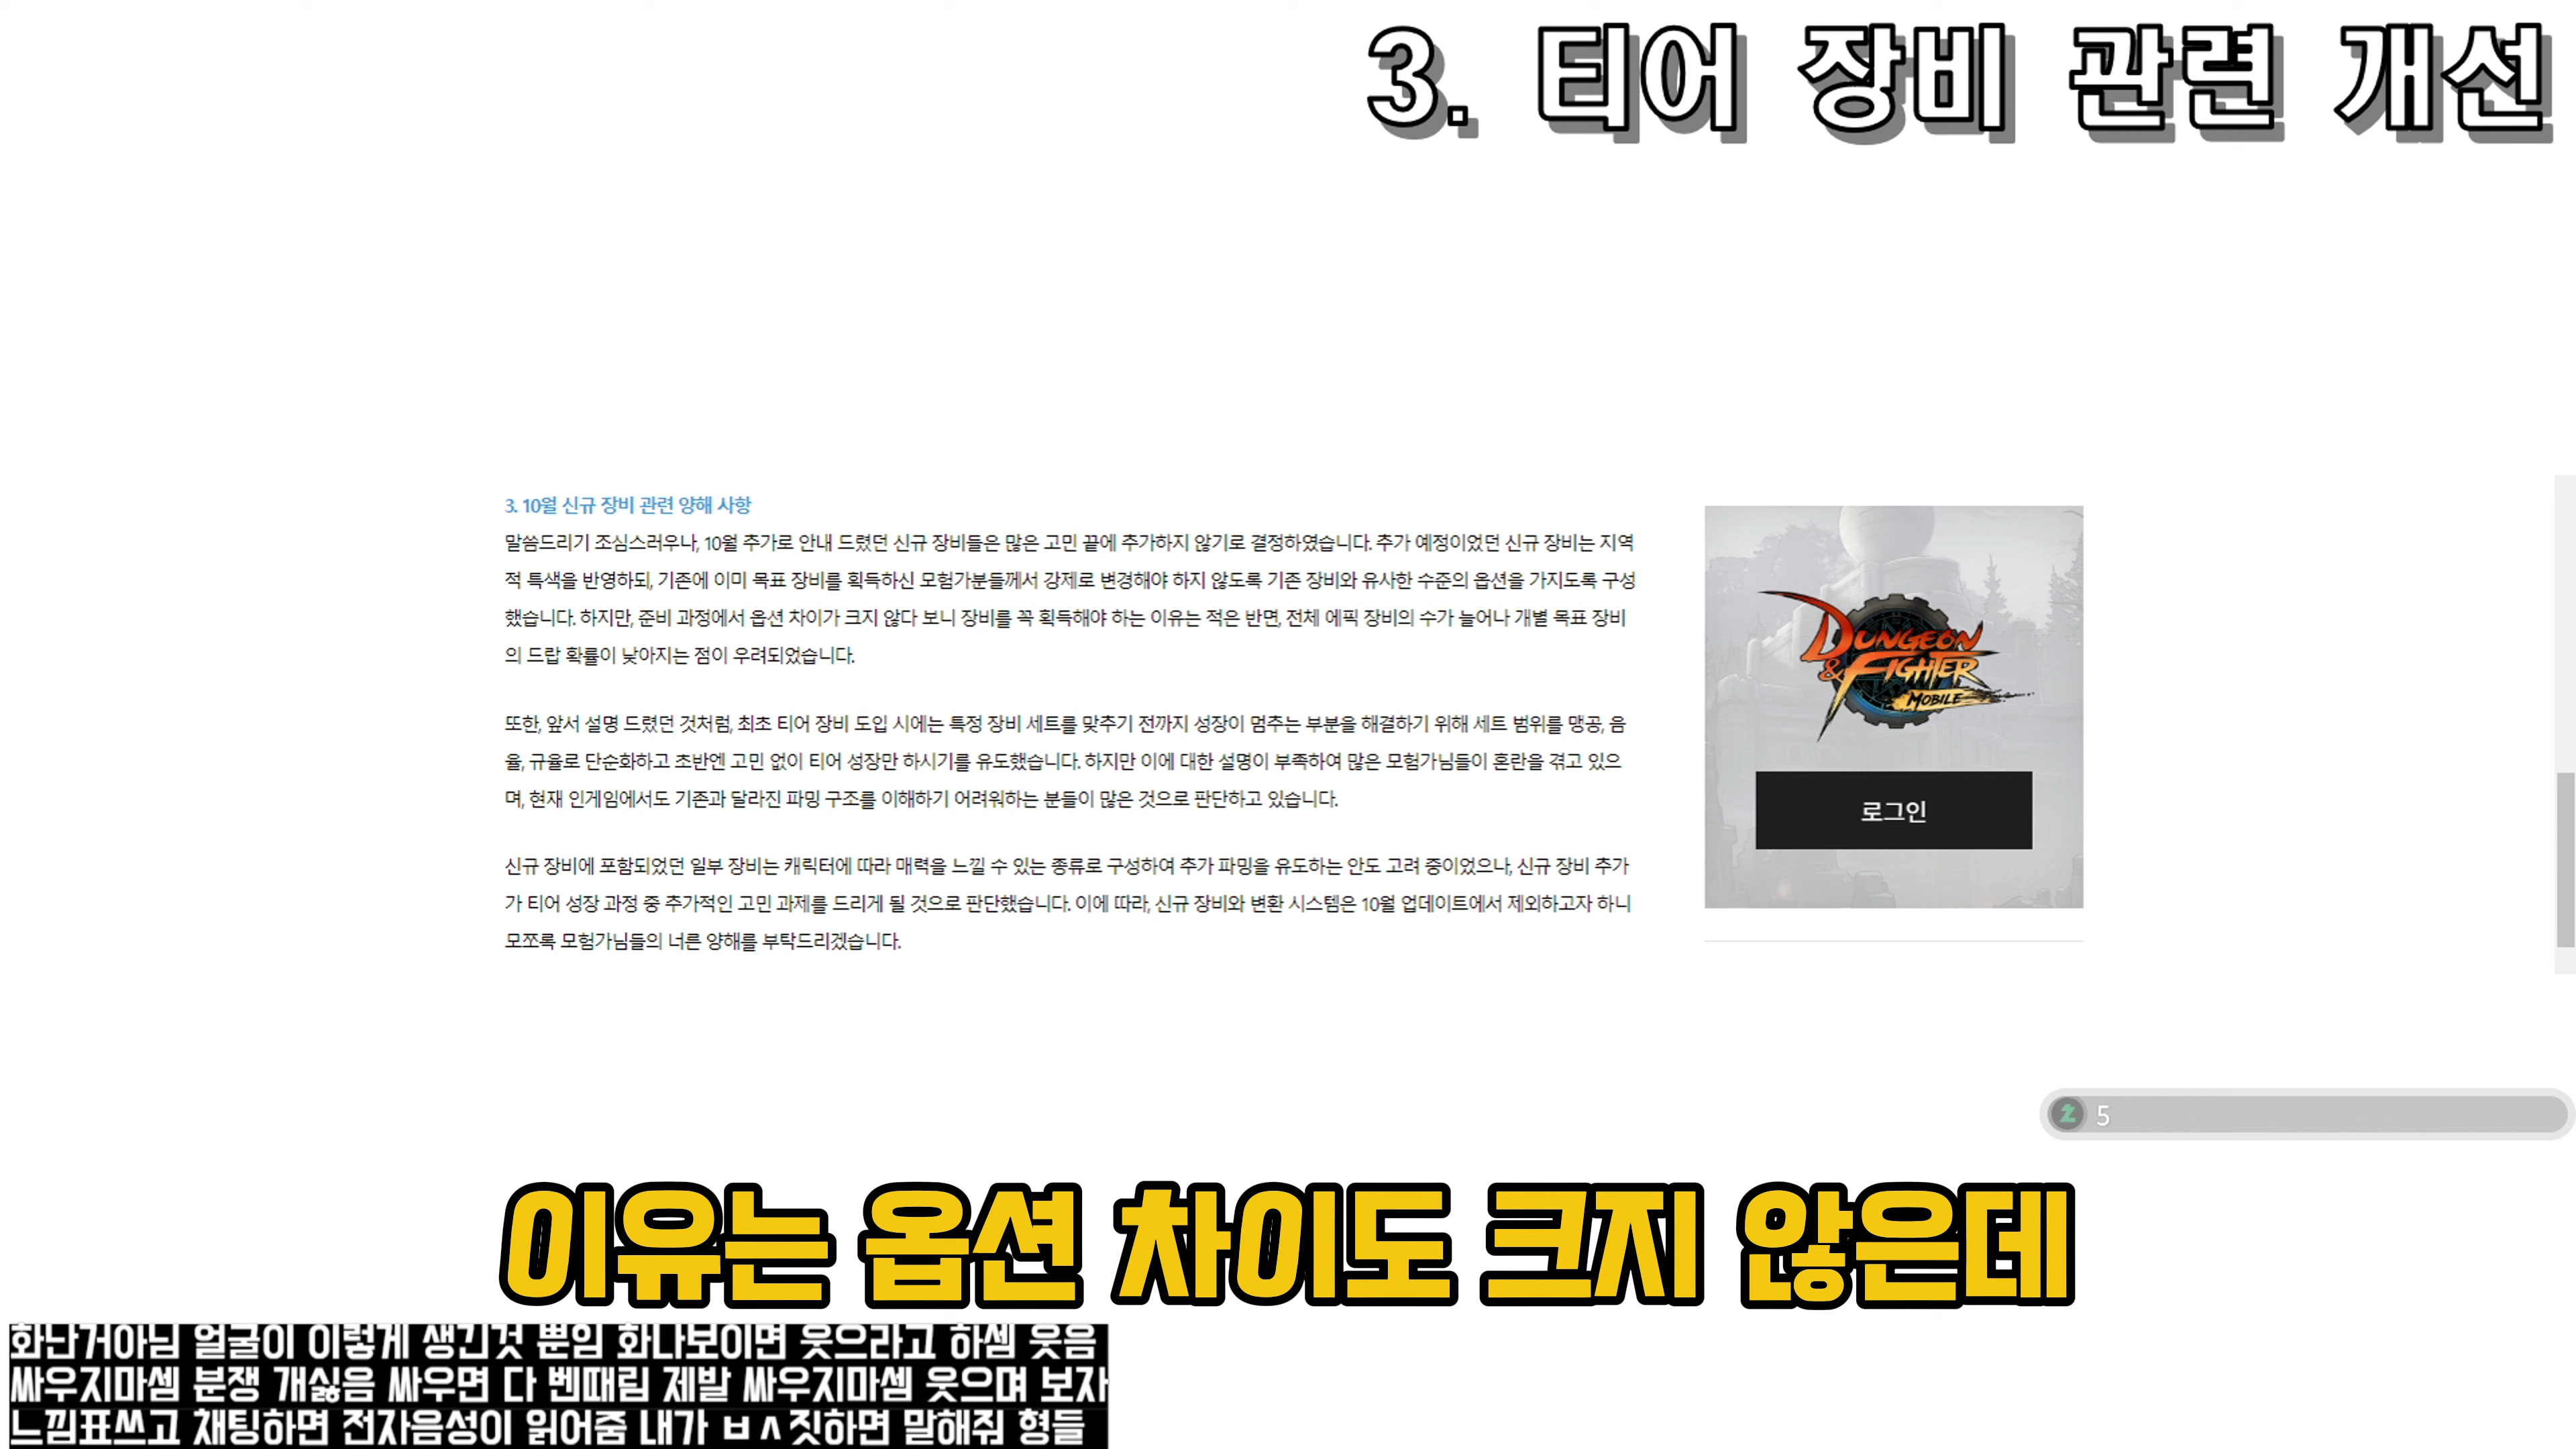 3. 티어 장비 관련 개선
3. 10월 신규 장비 관련 양해 사항
말씀드리기 조심스러우나, 10월 추가로 안내 드렸던 신규 장비들은 많은 고민 끝에 추가하지 않기로 결정하였습니다. 추가 예정이었던 신규 장비는 지역
적 특색을 반영하되, 기존에 이미 목표 장비를 획득하신 모험가분들께서 강제로 변경해야 하지 않도록 기존 장비와 유사한 수준의 옵션을 가지도록 구성
했습니다. 하지만, 준비 과정에서 옵션 차이가 크지 않다 보니 장비를 꼭 획득해야 하는 이유는 적은 반면, 전체 에픽 장비의 수가 늘어나 개별 목표 장비
의 드랍 확률이 낮아지는 점이 우려되었습니다.
또한, 앞서 설명 드렸던 것처럼, 최초 티어 장비 도입 시에는 특정 장비 세트를 맞추기 전까지 성장이 멈추는 부분을 해결하기 위해 세트 범위를 맹공, 음
율, 규율로 단순화하고 초반엔 고민 없이 티어 성장만 하시기를 유도했습니다. 하지만 이에 대한 설명이 부족하여 많은 모험가님들이 혼란을 겪고 있으
며, 현재 인게임에서도 기존과 달라진 파밍 구조를 이해하기 어려워하는 분들이 많은 것으로 판단하고 있습니다.
신규 장비에 포함되었던 일부 장비는 캐릭터에 따라 매력을 느낄 수 있는 종류로 구성하여 추가 파밍을 유도하는 안도 고려 중이었으나, 신규 장비 추가
가 티어 성장 과정 중 추가적인 고민 과제를 드리게 될 것으로 판단했습니다. 이에 따라, 신규 장비와 변환 시스템은 10월 업데이트에서 제외하고자 하니
모쪼록 모험가님들의 너른 양해를 부탁드리겠습니다.
DUNGEON
& FIGHTER
MOBILE
로그인
5
이유는 옵션 차이도 크지 않은데
화난거아님 얼굴이 이렇게 생긴것 뿐임 화나보이면 웃으라고 하셈 웃음
싸우지마셈 분쟁 개싫음 싸우면 다 벤때림 제발 싸우지마셈 웃으며 보자
느낌표쓰고 채팅하면 전자음성이 읽어줌 내가 ㅂㅅ짓하면 말해줘 형들